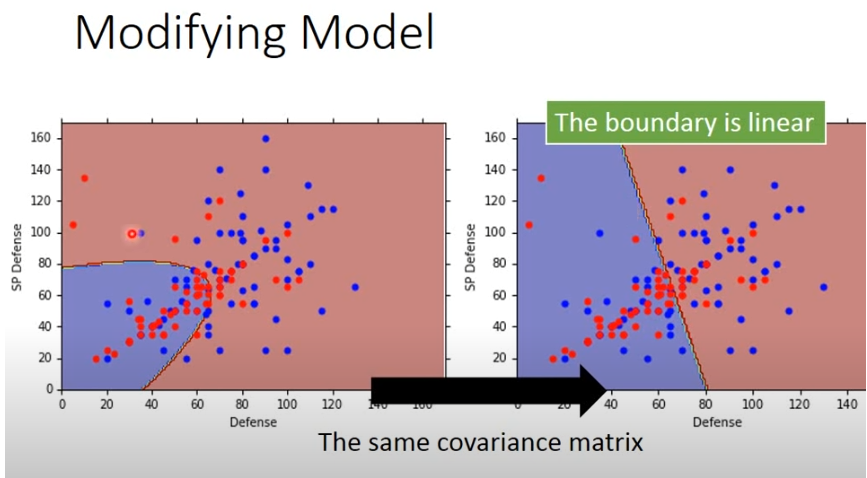 Modifying Model
The boundary is linear
160
140
120
100
80
60
40
20
0
SP Defense
0 20 40 60 80 100 120 140 160
Defense
160
140
120
100
80
60
40
20
0
SP Defense
20 40 60 80 100 120 140
Defense
The same covariance matrix